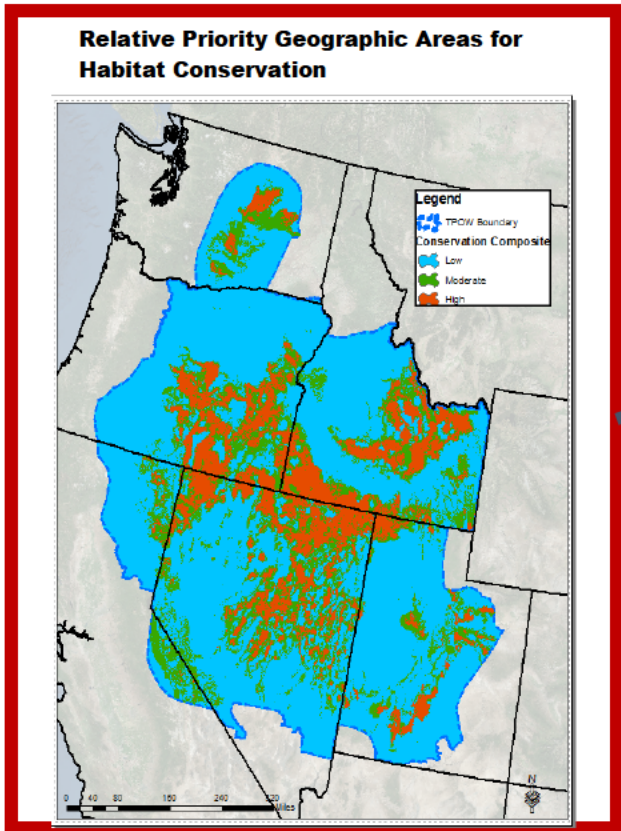 Relative Priority Geographic Areas for
Habitat Conservation
Legend
TPOW Boundary
Conservation Composite
Low
Moderate
High
N
0 40 80 160 240 320
Miles